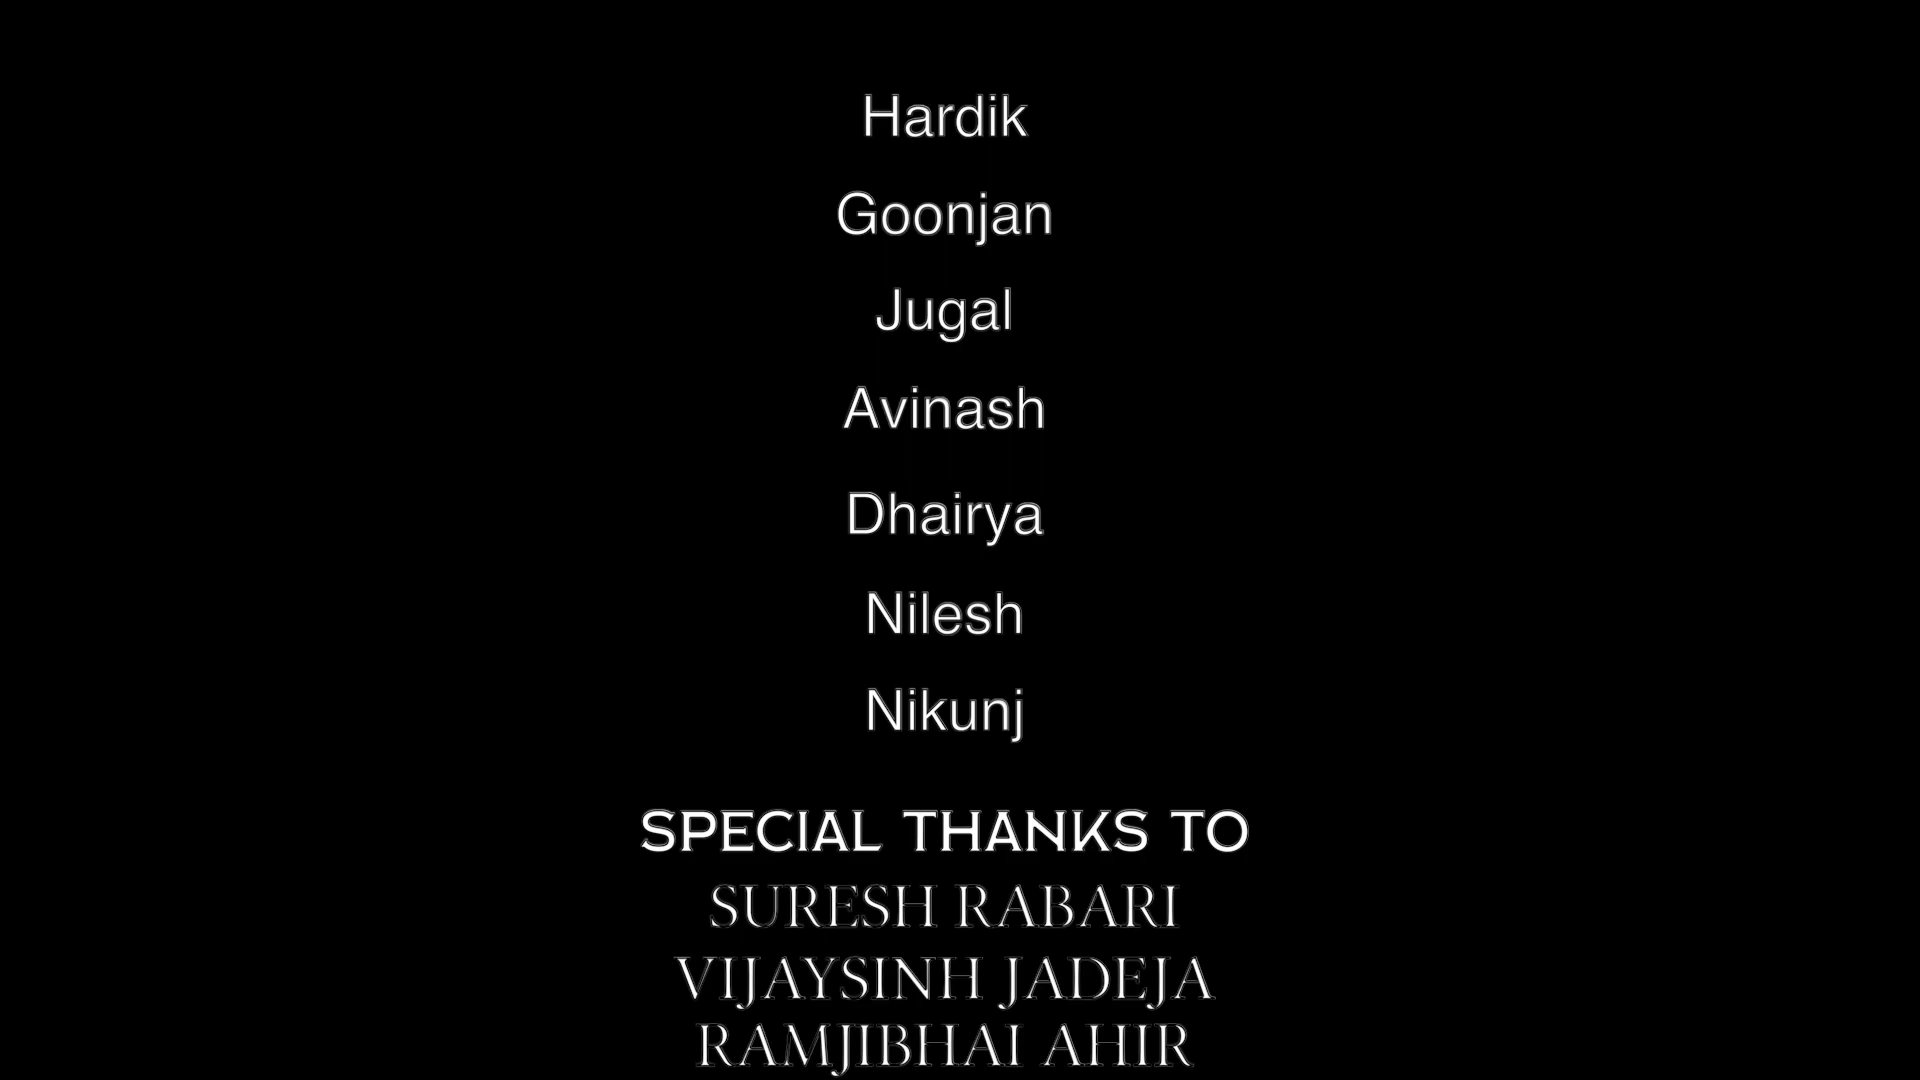 Hardik
Goonjan
Jugal
Avinash
Dhairya
Nilesh
Nikunj
SPECIAL THANKS TO
SURESH RABARI
VIJAYSINH JADEJA
RAMJIBHAI AHIR